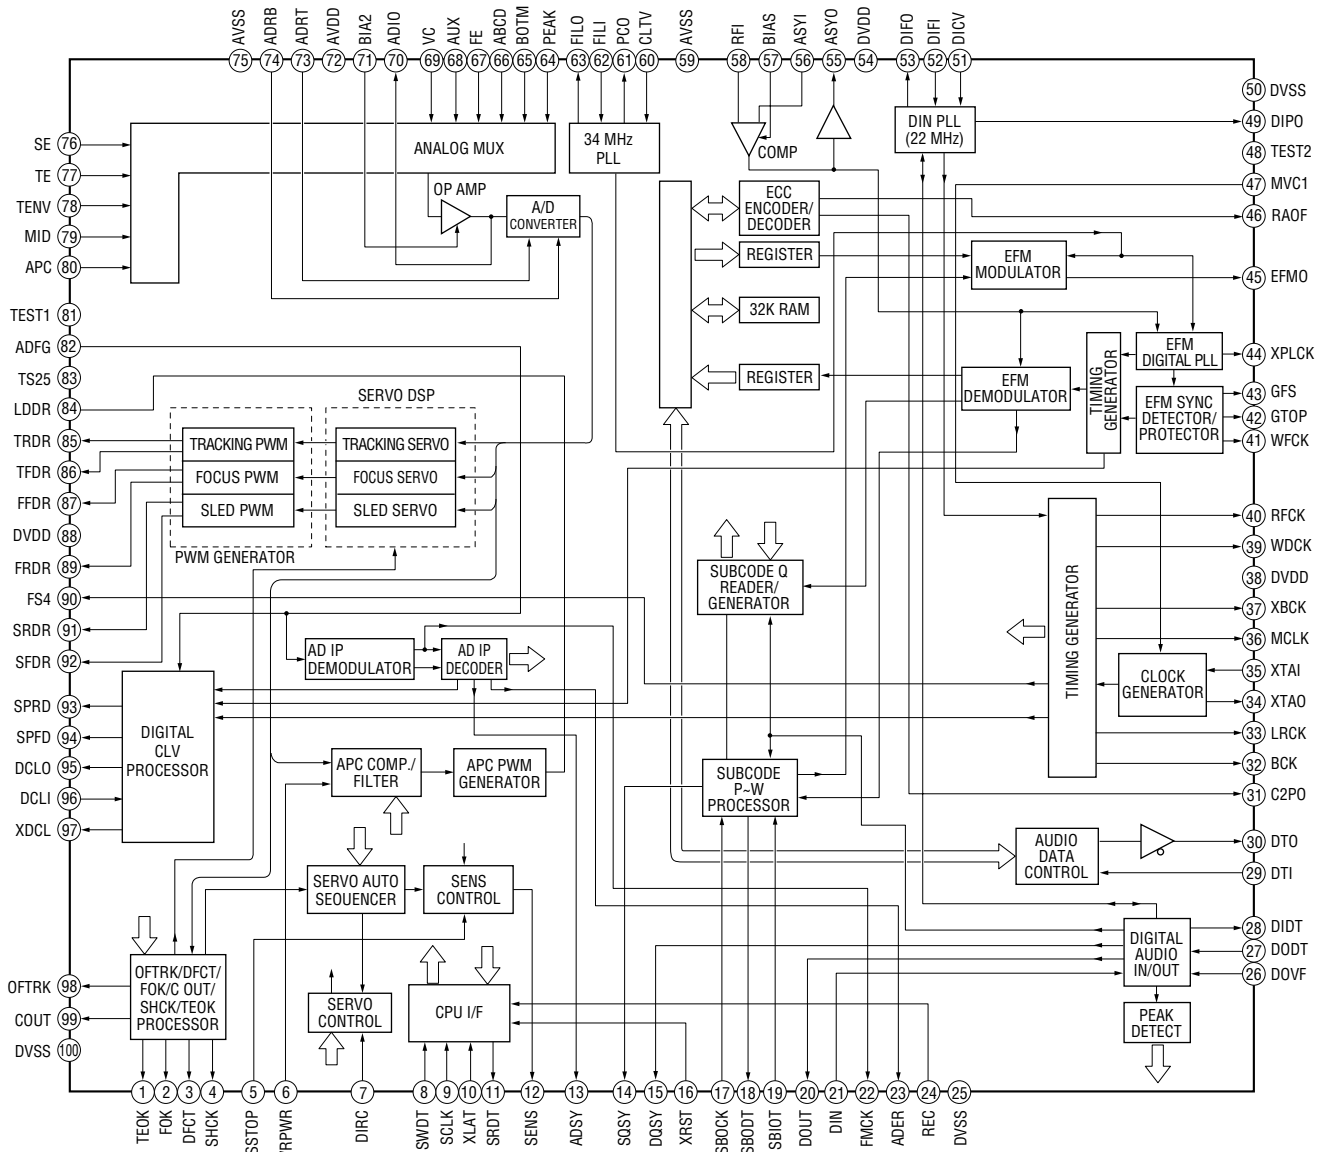 AVSS
ADRB
ADRT
AVDD
BIA2
ADIO
VC
AUX
FE
ABCD
BOTM
PEAK
FILO
FILI
PCO
CLTV
AVSS
RFI
BIAS
ASYI
ASYO
DVDD
DIFO
DIFI
DICV
75 74 73 72 71 70 69 68 67 66 65 64 63 62 61 60 59 58 57 56 55 54 53 52 51
50 DVSS
49 DIPO
48 TEST2
47 MVC1
46 RAOF
45 EFMO
44 XPLCK
43 GFS
42 GTOP
41 WFCK
40 RFCK
39 WDCK
38 DVDD
37 XBCK
36 MCLK
35 XTAI
34 XTAO
33 LRCK
32 BCK
31 C2PO
30 DTO
29 DTI
28 DIDT
27 DODT
26 DOVF
SE 76
TE 77
TENV 78
MID 79
APC 80
TEST1 81
ADFG 82
TS25 83
LDDR 84
TRDR 85
TFDR 86
FFDR 87
DVDD 88
FRDR 89
FS4 90
SRDR 91
SFDR 92
SPRD 93
SPFD 94
DCLO 95
DCLI 96
XDCL 97
OFTRK 98
COUT 99
DVSS 100
ANALOG MUX
34 MHz
PLL
COMP
DIN PLL
(22 MHz)
OP AMP
A/D
CONVERTER
ECC
ENCODER/
DECODER
REGISTER
32K RAM
REGISTER
EFM
MODULATOR
EFM
DIGITAL PLL
EFM
DEMODULATOR
TIMING
GENERATOR
EFM SYNC
DETECTOR/
PROTECTOR
SERVO DSP
TRACKING PWM
FOCUS PWM
SLED PWM
TRACKING SERVO
FOCUS SERVO
SLED SERVO
PWM GENERATOR
SUBCODE Q
READER/
GENERATOR
TIMING GENERATOR
CLOCK
GENERATOR
AD IP
DEMODULATOR
AD IP
DECODER
DIGITAL
CLV
PROCESSOR
APC COMP./
FILTER
APC PWM
GENERATOR
SUBCODE
P~W
PROCESSOR
AUDIO
DATA
CONTROL
SERVO AUTO
SEQUENCER
SENS
CONTROL
OFTRK/DFCT/
FOK/C OUT/
SHCK/TEOK
PROCESSOR
SERVO
CONTROL
CPU I/F
DIGITAL
AUDIO
IN/OUT
PEAK
DETECT
1 2 3 4 5 6 7 8 9 10 11 12 13 14 15 16 17 18 19 20 21 22 23 24 25
TEOK
FOK
DFCT
SHCK
DIRC
SWDT
SCLK
XLAT
SRDT
SENS
ADSY
SQSY
DQSY
XRST
SBOCK
SBODT
SBIOT
DOUT
DIN
FMCK
ADER
REC
DVSS